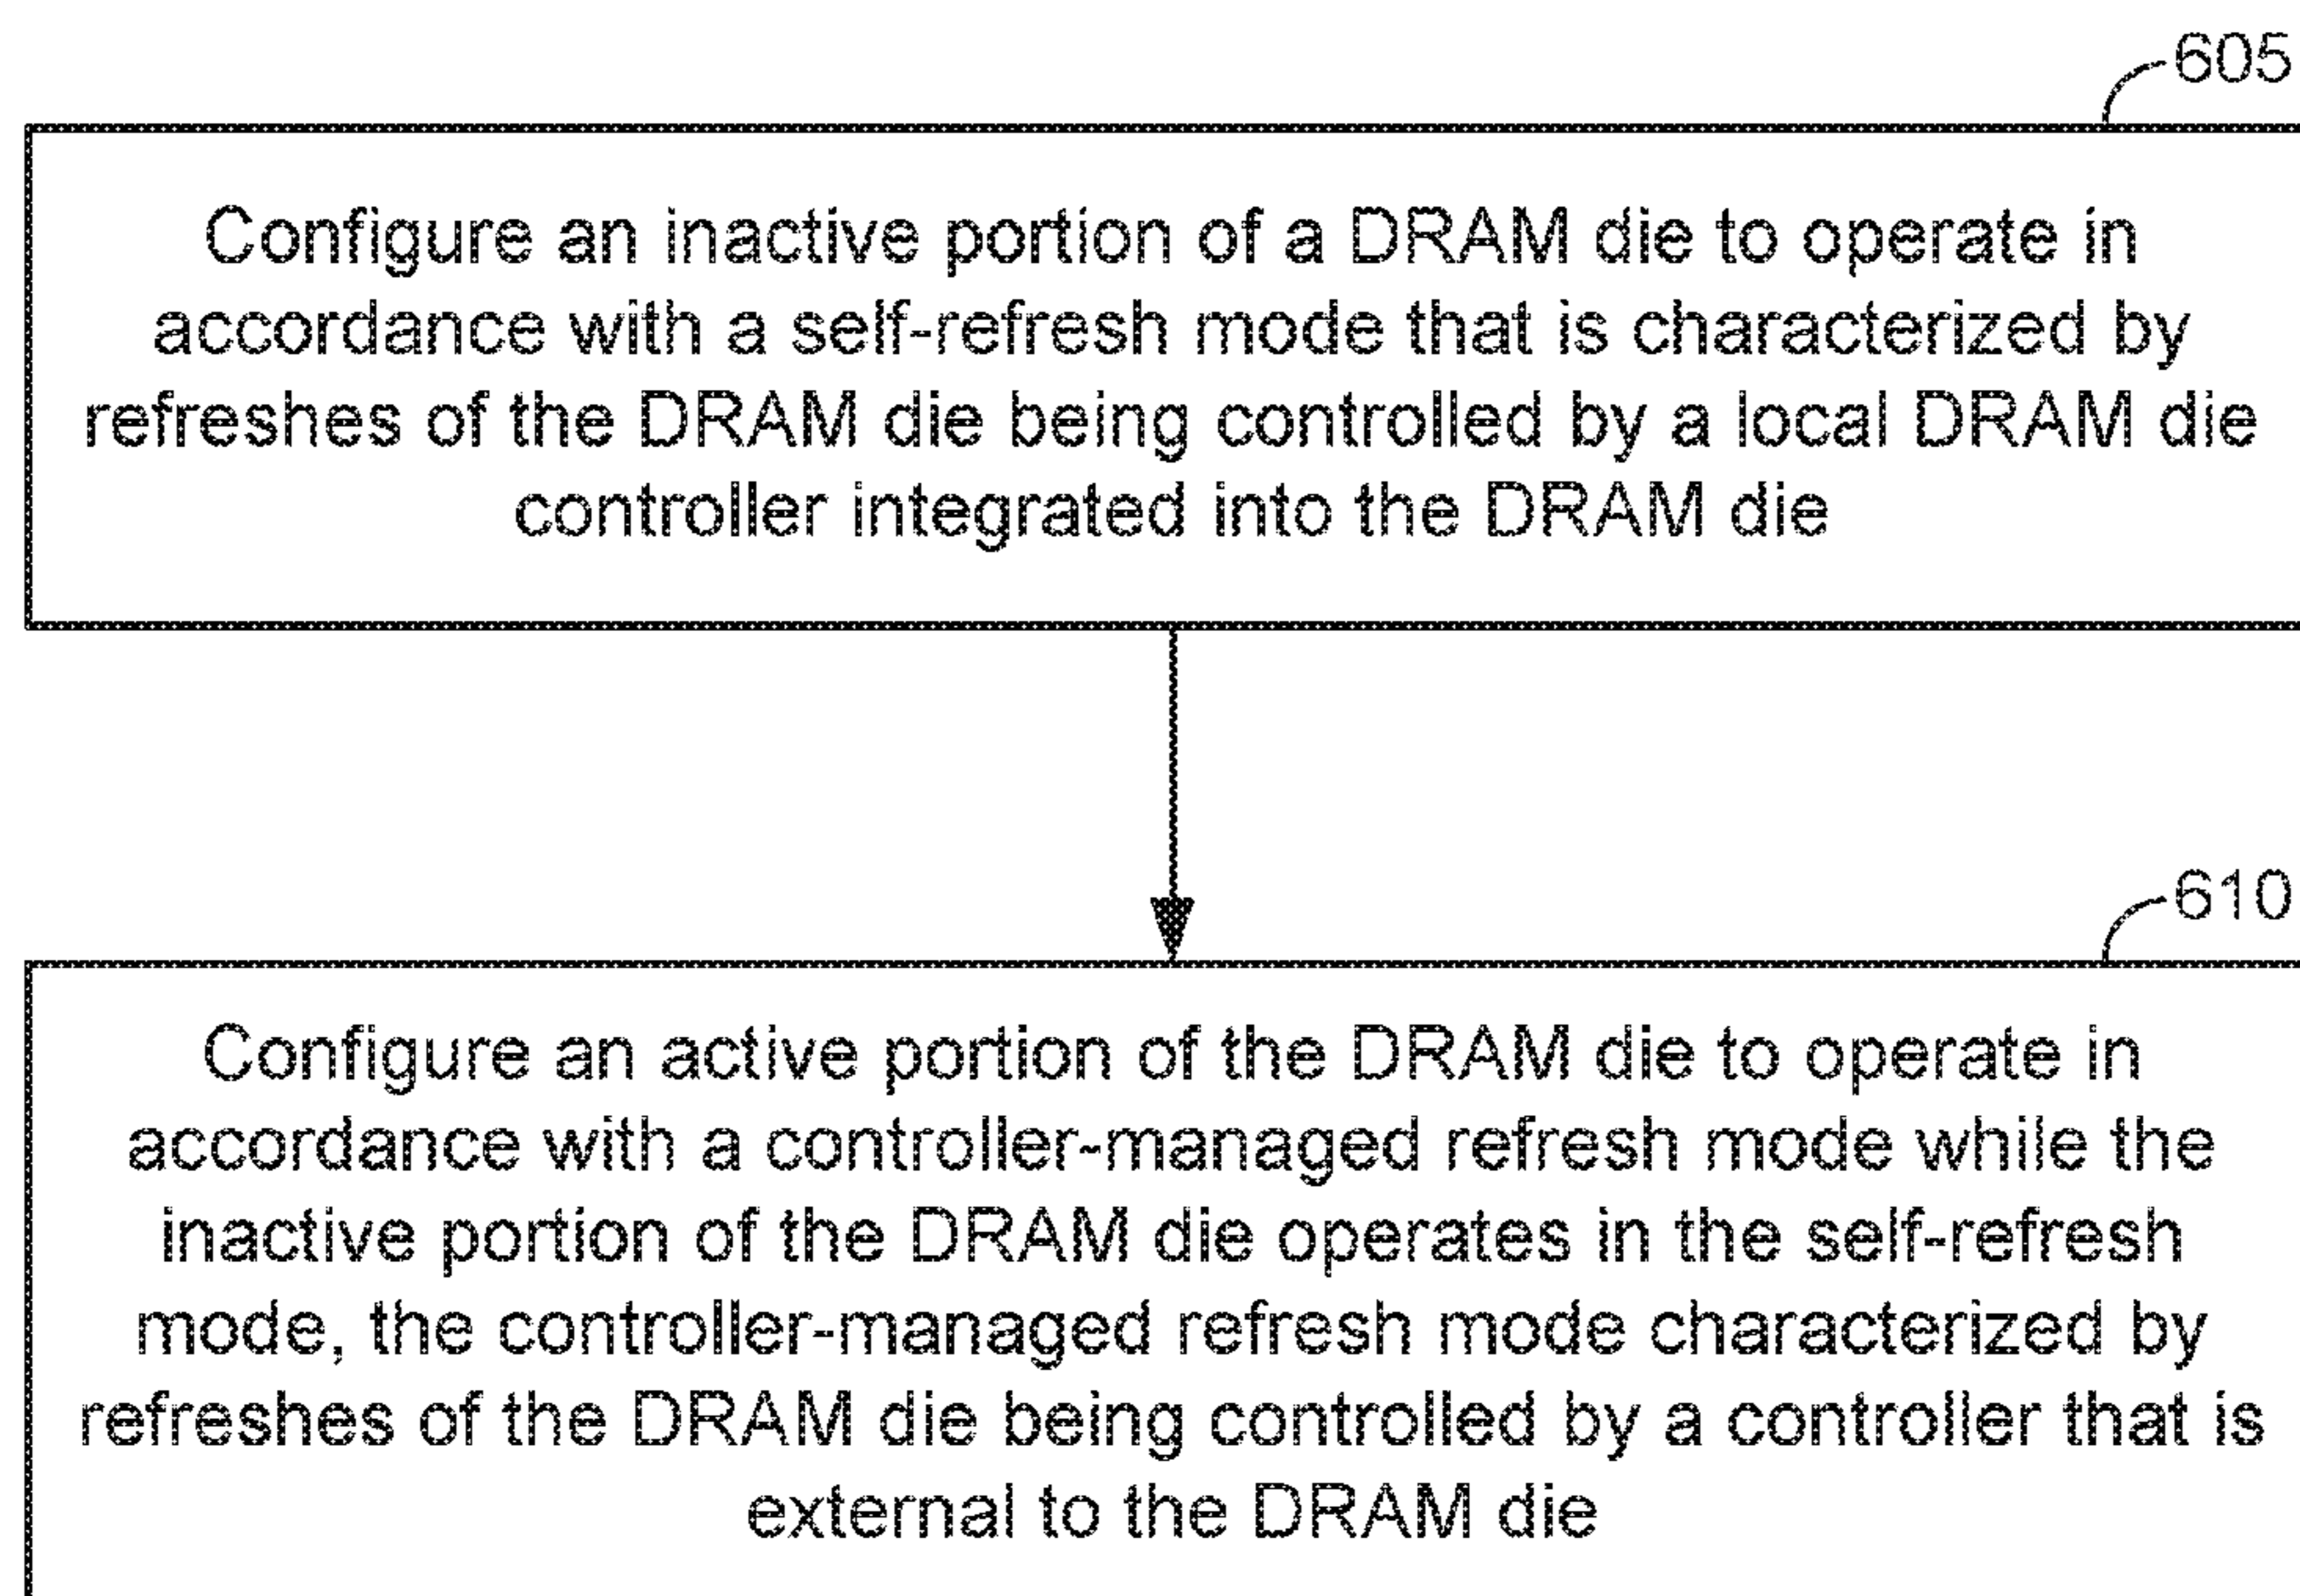 605
Configure an inactive portion of a DRAM die to operate in
accordance with a self-refresh mode that is characterized by
refreshes of the DRAM die being controlled by a local DRAM die
controller integrated into the DRAM die
610
Configure an active portion of the DRAM die to operate in
accordance with a controller-managed refresh mode while the
inactive portion of the DRAM die operates in the self-refresh
mode, the controller-managed refresh mode characterized by
refreshes of the DRAM die being controlled by a controller that is
external to the DRAM die